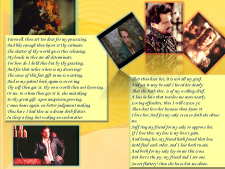 Farewell, thou art too dear for my possessing,
And like enough thou know'st thy estimate
The charter of thy worth gives thee releasing
My bonds in thee are all determinate.
For how do I hold thee but by thy granting,
And for that riches where is my deserving?
The cause of this fair gift in me is wanting,
And so my patent back again is swerving.
Thy self thou gav'st, thy own worth then not knowing,
Or me to whom thou gav'st it, else mistaking
So thy great gift upon misprision growing,
Comes home again, on better judgement making.
Thus have I had thee as a dream doth flatter,
In sleep a king, but waking no such matter.
That thou hast her it is not all my grief,
And yet it may be said I loved her dearly
That she hath thee is of my wailing chief,
A loss in love that touches me more nearly.
Loving offenders, thus I will excuse ye
Thou dost love her, because thou know'st I love her,
And for my sake even so doth she abuse me,
Suff'ring my friend for my sake to approve her.
If I lose thee, my loss is my love's gain,
And losing her, my friend hath found that loss
Both find each other, and I lose both twain,
And both for my sake lay on me this cross.
But here's the joy, my friend and I are one,
Sweet flattery! then she loves but me alone.